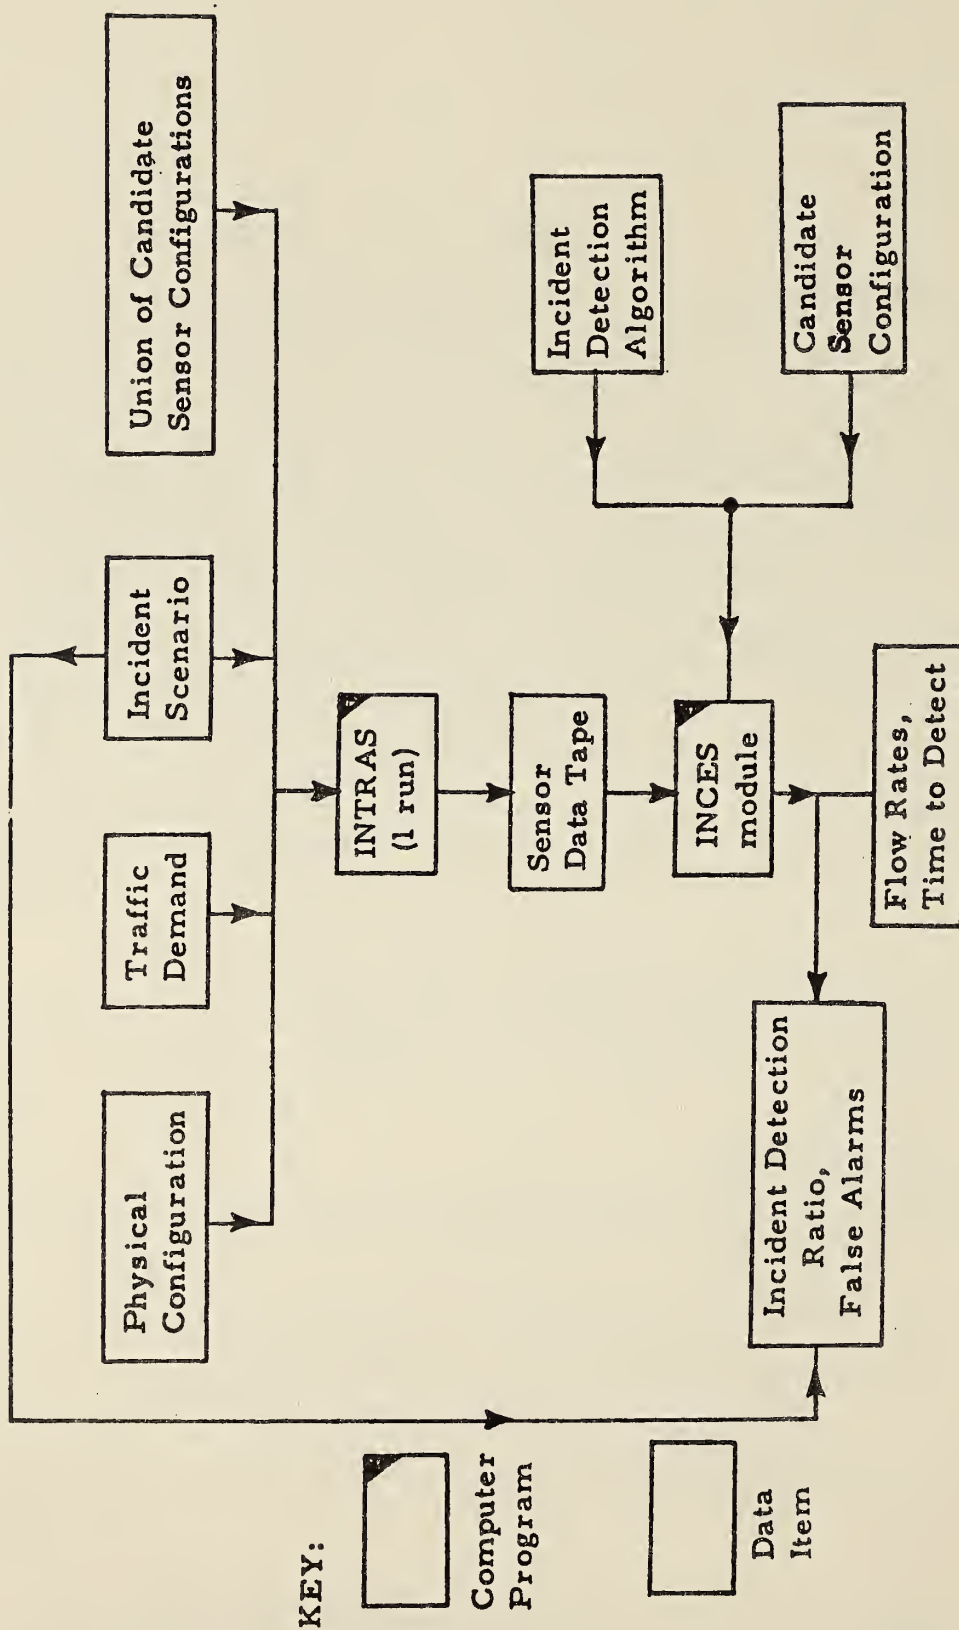 Physical
Configuration
Traffic
Demand
Incident
Scenario
Union of Candidate
Sensor Configurations
INTRAS
(1 run)
Sensor
Data Tape
INCES
module
Incident
Detection
Algorithm
Candidate
Sensor
Configuration
Incident Detection
Ratio,
False Alarms
Flow Rates,
Time to Detect
KEY:
Computer
Program
Data
Item